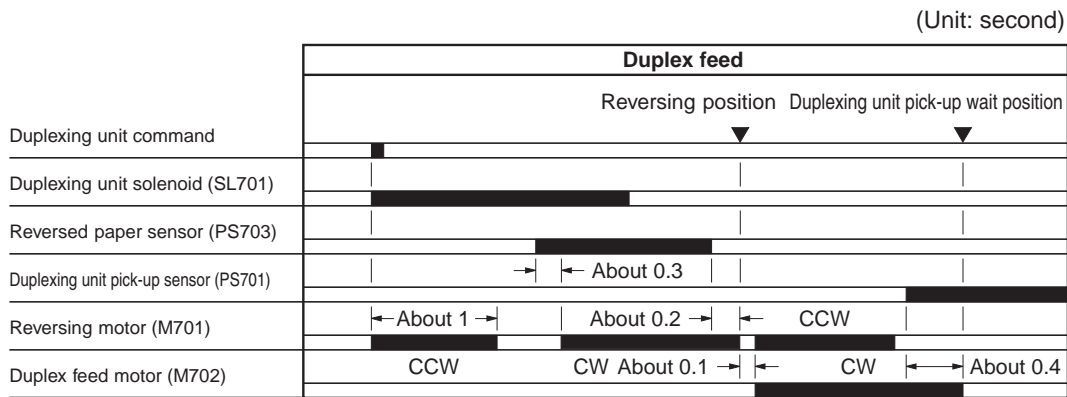 (Unit: second)
Duplex feed
Reversing position Duplexing unit pick-up wait position
Duplexing unit command
Duplexing unit solenoid (SL701)
Reversed paper sensor (PS703)
About 0.3
Duplexing unit pick-up sensor (PS701)
About 1 About 0.2 CCW
Reversing motor (M701)
CCW CW About 0.1 CW About 0.4
Duplex feed motor (M702)